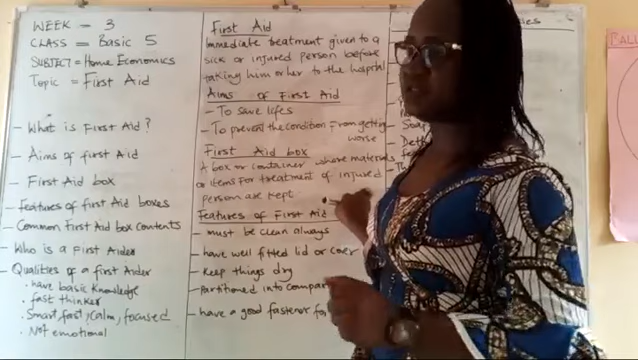 WEEK = 3
CLASS = Basic 5
SUBJECT = Home Economics
Topic = First Aid
- What is First Aid?
- Aims of first Aid
- First Aid box
- Features of first Aid boxes
- Common First Aid box Contents
- Who is a First Aider
- Qualities of a first Aider
• have basic knowledge
• fast thinker
• Smart, fast, calm, focused
• Not emotional
First Aid
Immediate treatment given to a
sick or injured person before
taking him or her to the hospital
Aims of First Aid
- To save lifes
- To prevent the condition from getting
worse
First Aid box
A box or container where materials
or items for treatment of injured
person are kept
Features of First Aid
- must be clean always
- have well fitted lid or cover
- Keep things dry
- Partitioned into compar
- have a good fastener for
- Soap
- Th